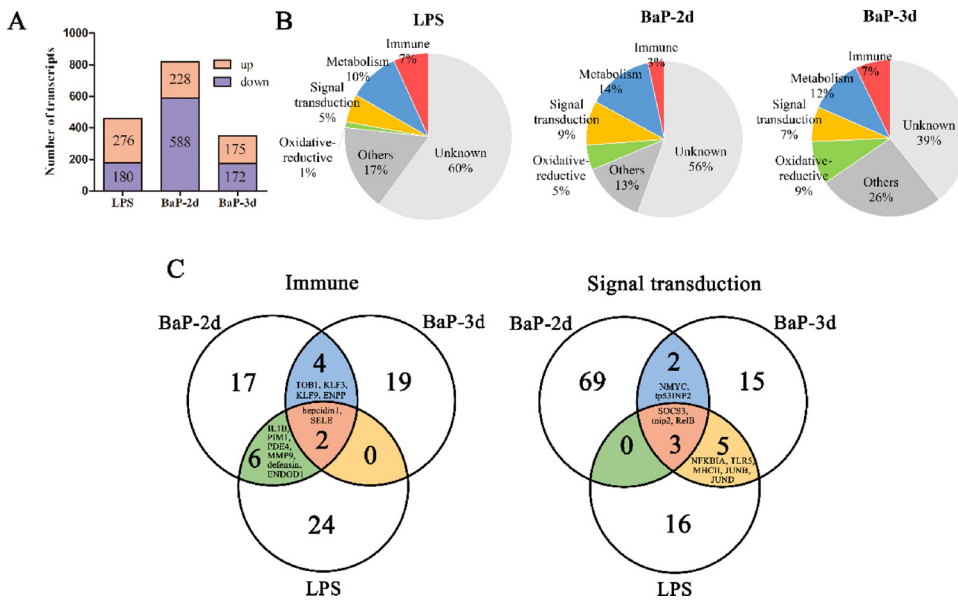 A
Number of transcripts
1000
800
600
400
200
0
up
down
276
180
228
588
175
172
LPS
BaP-2d
BaP-3d
B
LPS
Immune
7%
Metabolism
10%
Signal
transduction
5%
Oxidative-
reductive
1%
Others
17%
Unknown
60%
BaP-2d
Immune
3%
Metabolism
14%
Signal
transduction
9%
Oxidative-
reductive
5%
Others
13%
Unknown
56%
BaP-3d
Immune
7%
Metabolism
12%
Signal
transduction
7%
Oxidative-
reductive
9%
Others
26%
Unknown
39%
C
Immune
BaP-2d
BaP-3d
17
4
TOB1, KLF3,
KLF9, ENPP
19
hepcidin1,
SELE
2
IL1B,
PIM1,
PDE4,
MMP9,
defensin,
ENDOD1
6
0
24
LPS
Signal transduction
BaP-2d
BaP-3d
69
2
NMYC,
tp53INP2
15
SOCS3,
tnip2, RelB
3
0
5
NFKBIA, TLR5,
MHCII, JUNB,
JUND
16
LPS